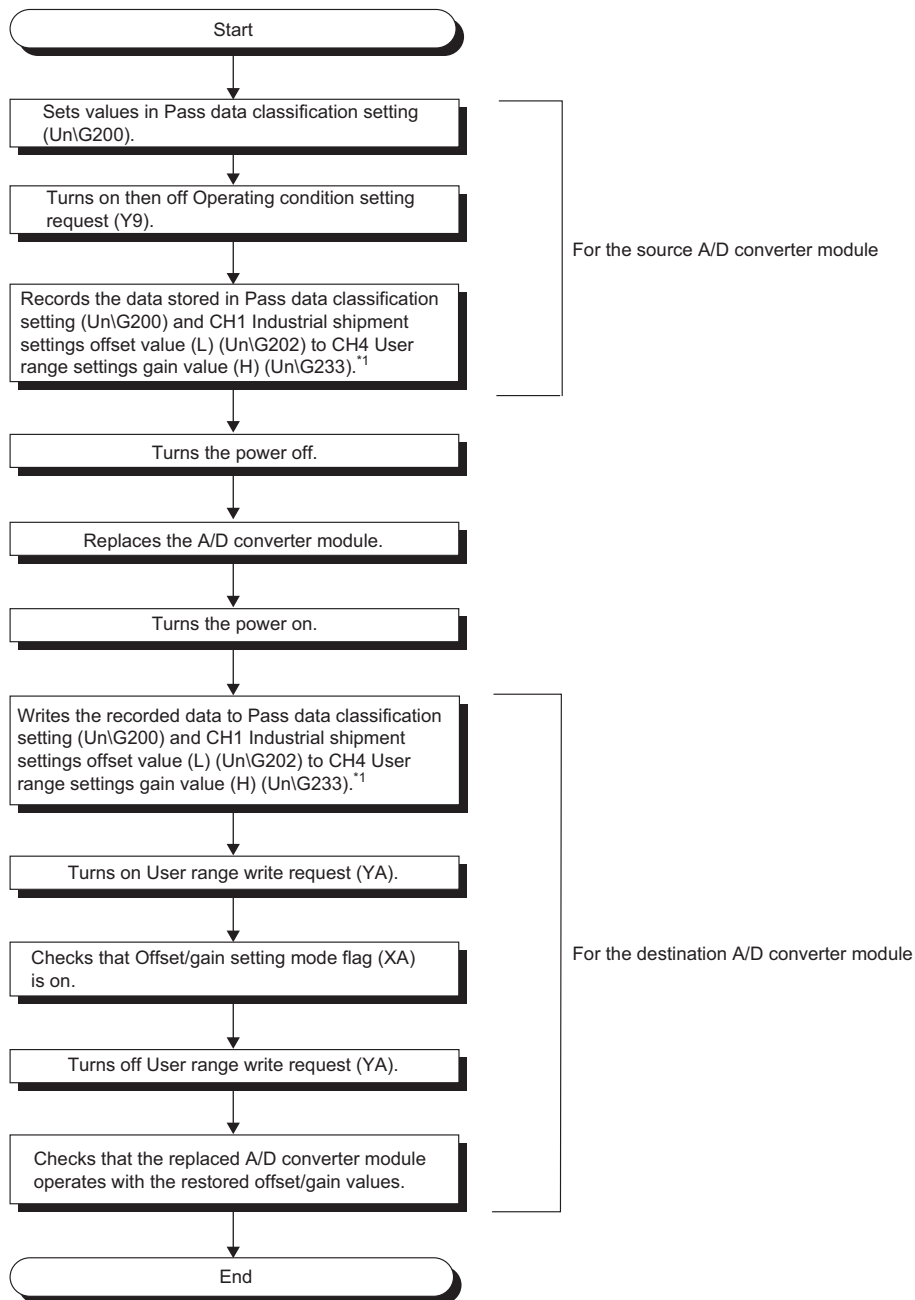 Start
Sets values in Pass data classification setting
(Un\G200).
Turns on then off Operating condition setting
request (Y9).
For the source A/D converter module
Records the data stored in Pass data classification
setting (Un\G200) and CH1 Industrial shipment
settings offset value (L) (Un\G202) to CH4 User
range settings gain value (H) (Un\G233).*1
Turns the power off.
Replaces the A/D converter module.
Turns the power on.
Writes the recorded data to Pass data classification
setting (Un\G200) and CH1 Industrial shipment
settings offset value (L) (Un\G202) to CH4 User
range settings gain value (H) (Un\G233).*1
Turns on User range write request (YA).
Checks that Offset/gain setting mode flag (XA)
is on.
For the destination A/D converter module
Turns off User range write request (YA).
Checks that the replaced A/D converter module
operates with the restored offset/gain values.
End